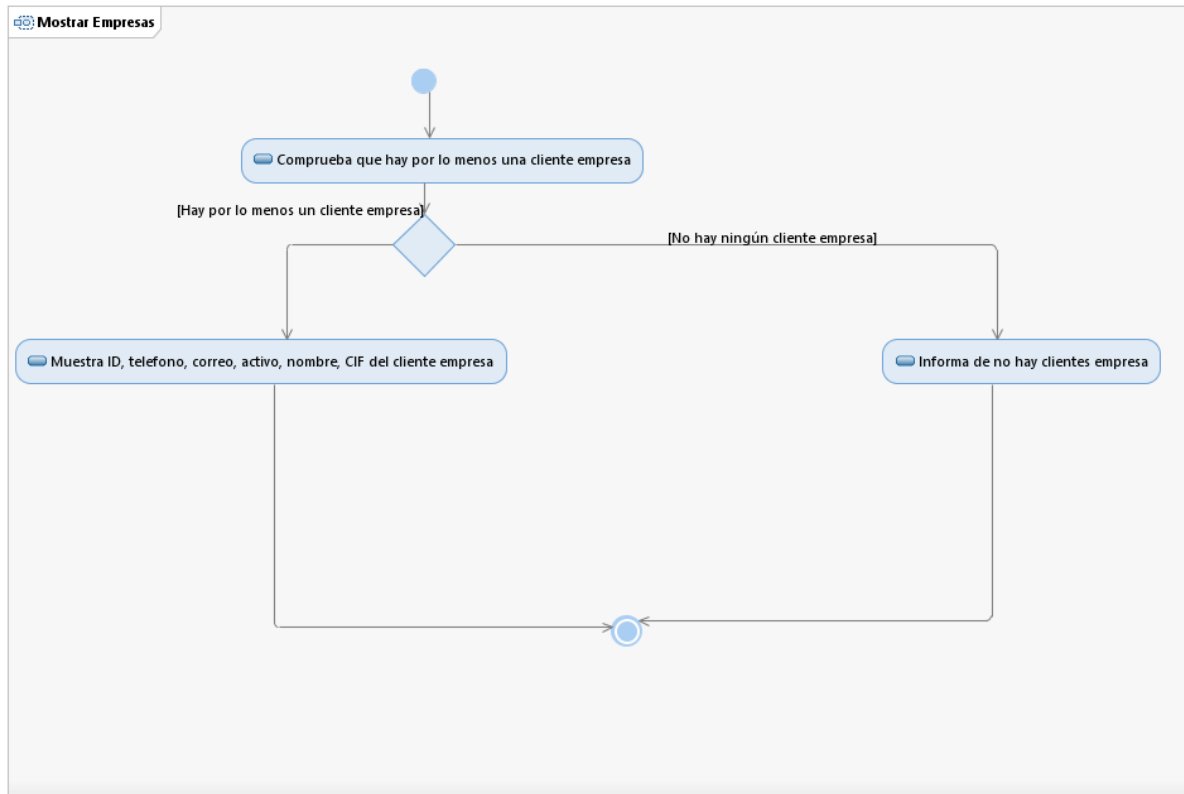 Mostrar Empresas
Comprueba que hay por lo menos una cliente empresa
[Hay por lo menos un cliente empresa]
[No hay ningún cliente empresa]
Muestra ID, telefono, correo, activo, nombre, CIF del cliente empresa
Informa de no hay clientes empresa